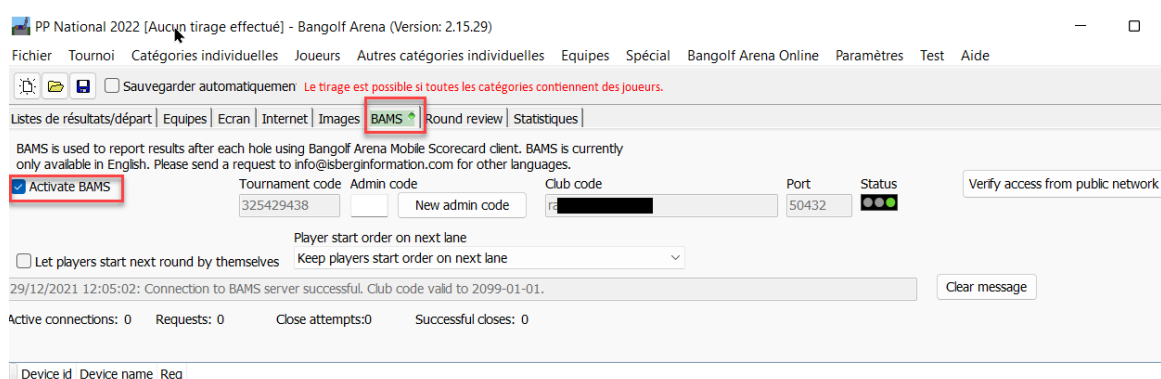 PP National 2022 [Aucun tirage effectué] - Bangolf Arena (Version: 2.15.29)
Fichier Tournoi Catégories individuelles Joueurs Autres catégories individuelles Equipes Spécial Bangolf Arena Online Paramètres Test Aide
Sauvegarder automatiquemen Le tirage est possible si toutes les catégories contiennent des joueurs.
Listes de résultats/départ Equipes Ecran Internet Images BAMS Round review Statistiques
BAMS is used to report results after each hole using Bangolf Arena Mobile Scorecard client. BAMS is currently
only available in English. Please send a request to info@isberginformation.com for other languages.
Activate BAMS Tournament code Admin code Club code Port Status Verify access from public network
325429438 New admin code ra 50432
Player start order on next lane
Let players start next round by themselves Keep players start order on next lane
29/12/2021 12:05:02: Connection to BAMS server successful. Club code valid to 2099-01-01. Clear message
Active connections: 0 Requests: 0 Close attemps:0 Successful closes: 0
Device id Device name Req